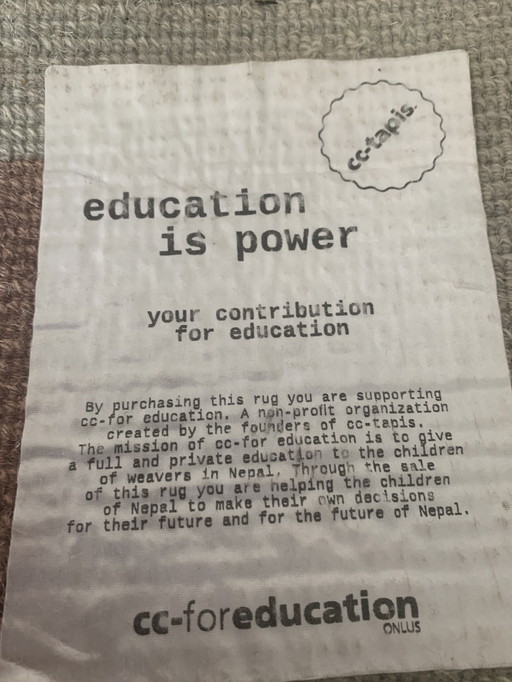 cc-tapis.
education
is power
your contribution
for education
By purchasing this rug you are supporting
cc-for education. A non-profit organization
created by the founders of cc-tapis.
The mission of cc-for education is to give
a full and private education to the children
of weavers in Nepal. Through the sale
of this rug you are helping the children
of Nepal to make their own decisions
for their future and for the future of Nepal.
cc-foreducation
ONLUS